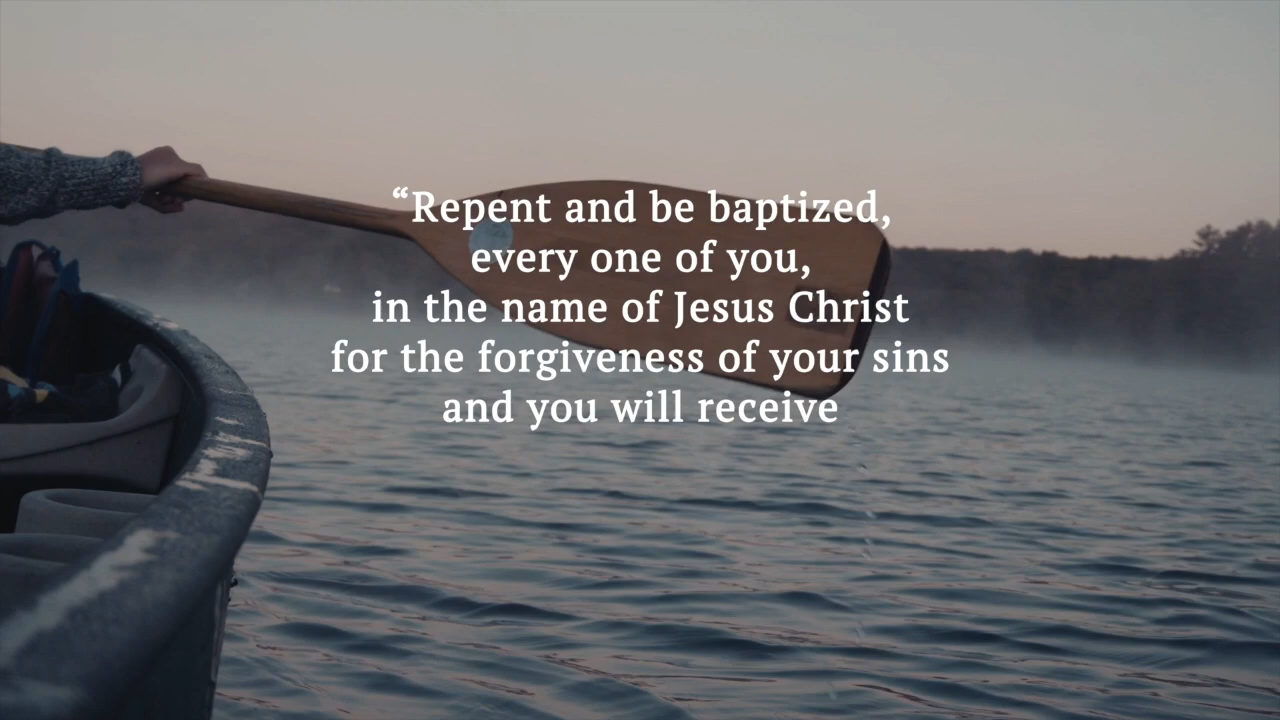 “Repent and be baptized,
every one of you,
in the name of Jesus Christ
for the forgiveness of your sins
and you will receive